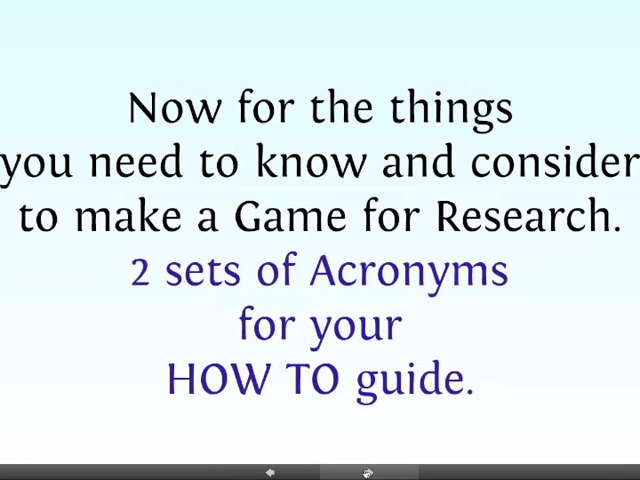 Now for the things
you need to know and consider
to make a Game for Research.
2 sets of Acronyms
for your
HOW TO guide.